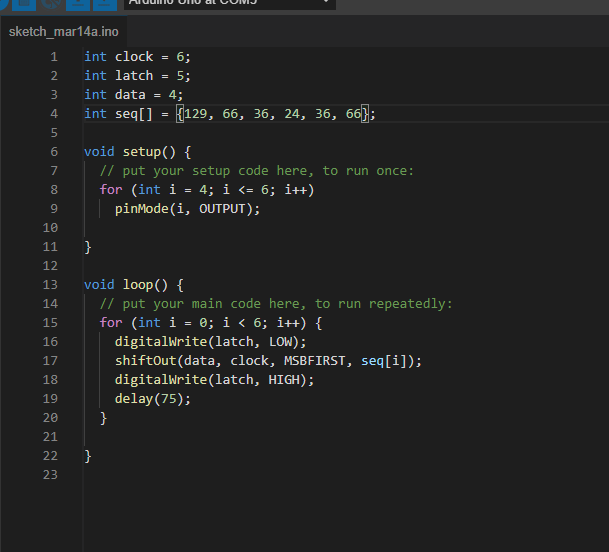 Arduino Uno at COM5
sketch_mar14a.ino
1 int clock = 6;
2 int latch = 5;
3 int data = 4;
4 int seq[] = {129, 66, 36, 24, 36, 66};
5
6 void setup() {
7 // put your setup code here, to run once:
8 for (int i = 4; i <= 6; i++)
9 pinMode(i, OUTPUT);
10
11 }
12
13 void loop() {
14 // put your main code here, to run repeatedly:
15 for (int i = 0; i < 6; i++) {
16 digitalWrite(latch, LOW);
17 shiftOut(data, clock, MSBFIRST, seq[i]);
18 digitalWrite(latch, HIGH);
19 delay(75);
20 }
21
22 }
23